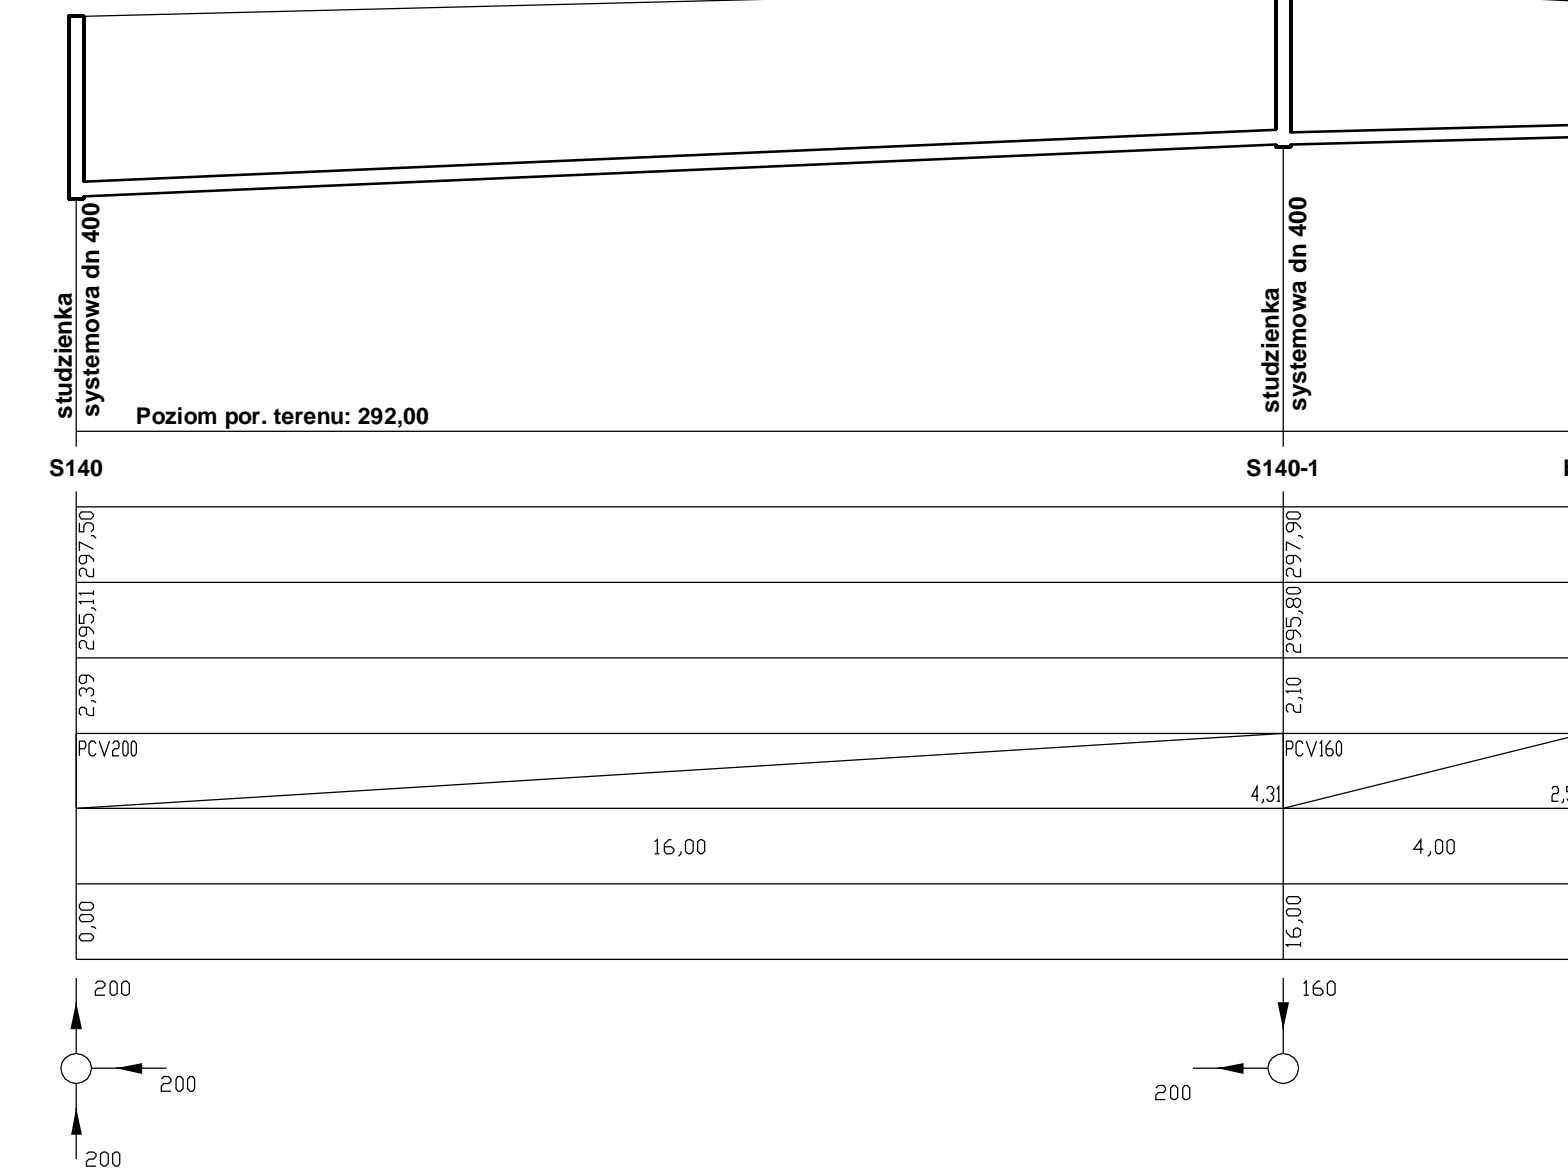 studzienka
systemowa dn 400
studzienka
systemowa dn 400
Poziom por. terenu: 292,00
S140
S140-1
297,50
297,90
295,11
295,80
2,39
2,10
PCV200
4,31
PCV160
16,00
4,00
0,00
16,00
200
160
200
200
200